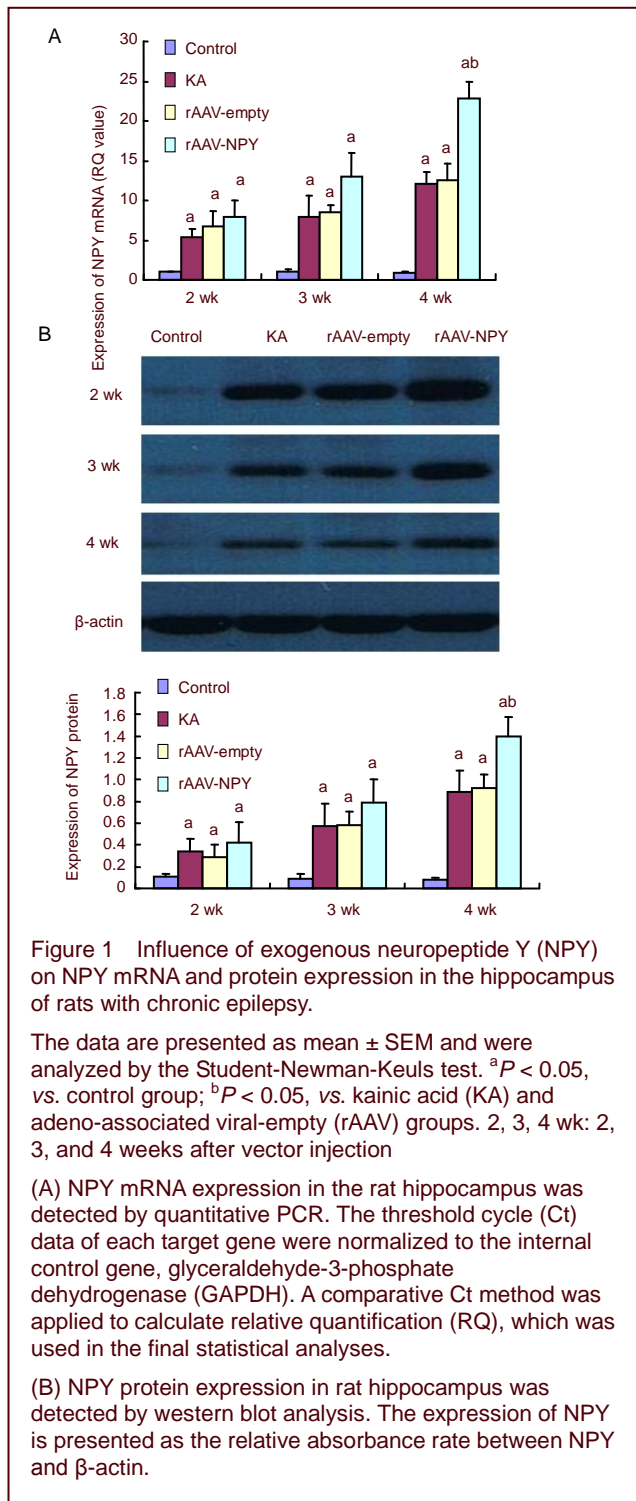 A
Expression of NPY mRNA (RQ value)
30
25
20
15
10
5
0
Control
KA
rAAV-empty
rAAV-NPY
a a a
a a a
a a ab
2 wk 3 wk 4 wk
B
Control KA rAAV-empty rAAV-NPY
2 wk
3 wk
4 wk
β-actin
Expression of NPY protein
1.8
1.6
1.4
1.2
1.0
0.8
0.6
0.4
0.2
0
Control
KA
rAAV-empty
rAAV-NPY
a a a
a a a
a a ab
2 wk 3 wk 4 wk
Figure 1 Influence of exogenous neuropeptide Y (NPY)
on NPY mRNA and protein expression in the hippocampus
of rats with chronic epilepsy.
The data are presented as mean ± SEM and were
analyzed by the Student-Newman-Keuls test. ᵃP < 0.05,
vs. control group; ᵇP < 0.05, vs. kainic acid (KA) and
adeno-associated viral-empty (rAAV) groups. 2, 3, 4 wk: 2,
3, and 4 weeks after vector injection
(A) NPY mRNA expression in the rat hippocampus was
detected by quantitative PCR. The threshold cycle (Ct)
data of each target gene were normalized to the internal
control gene, glyceraldehyde-3-phosphate
dehydrogenase (GAPDH). A comparative Ct method was
applied to calculate relative quantification (RQ), which was
used in the final statistical analyses.
(B) NPY protein expression in rat hippocampus was
detected by western blot analysis. The expression of NPY
is presented as the relative absorbance rate between NPY
and β-actin.